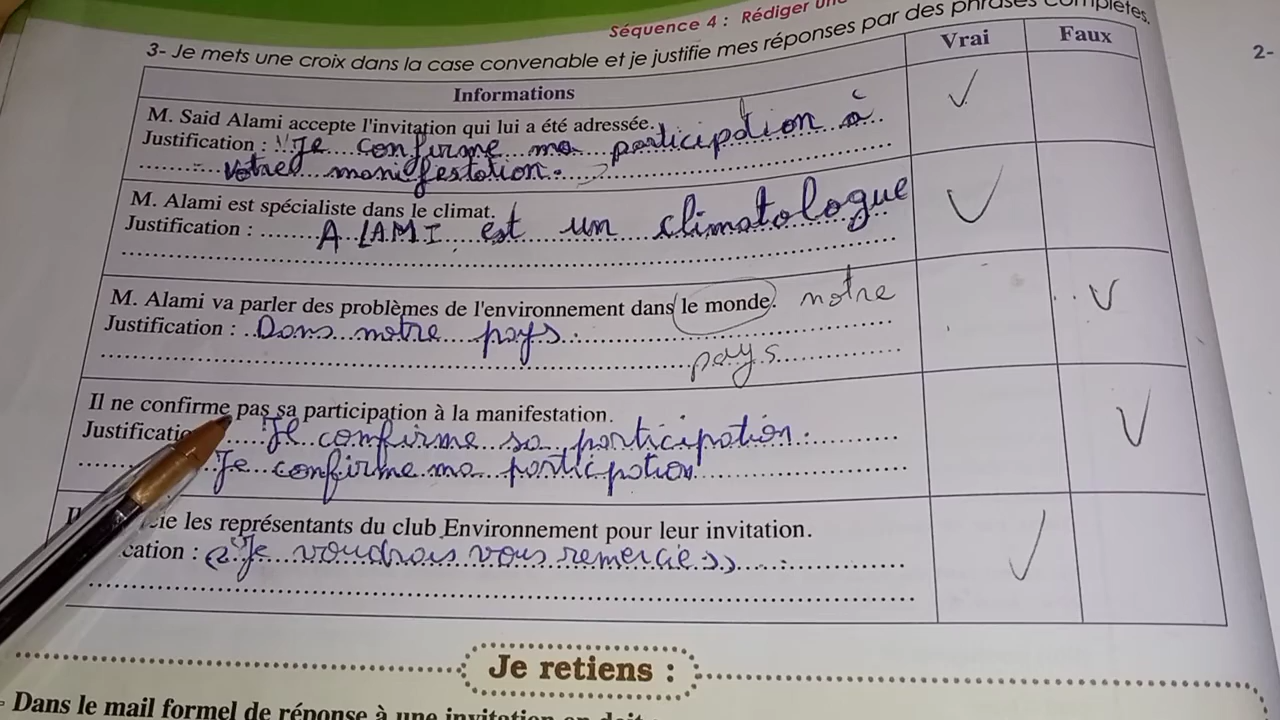 Séquence 4 : Rédiger une
3- Je mets une croix dans la case convenable et je justifie mes réponses par des phrases complètes.
Informations
Vrai
Faux
2-
M. Said Alami accepte l'invitation qui lui a été adressée.
Justification : "Je confirme ma participation à
votre manifestation.
M. Alami est spécialiste dans le climat.
Justification : ALAMI est un climatologue
M. Alami va parler des problèmes de l'environnement dans le monde. notre
Justification : Dans notre pays.
pays
Il ne confirme pas sa participation à la manifestation.
Justificatio Je confirme sa participation.
Je confirme ma participation
cie les représentants du club Environnement pour leur invitation.
cation : «Je voudrais vous remercie»
Je retiens :
- Dans le mail formel de réponse à une invitation on doit